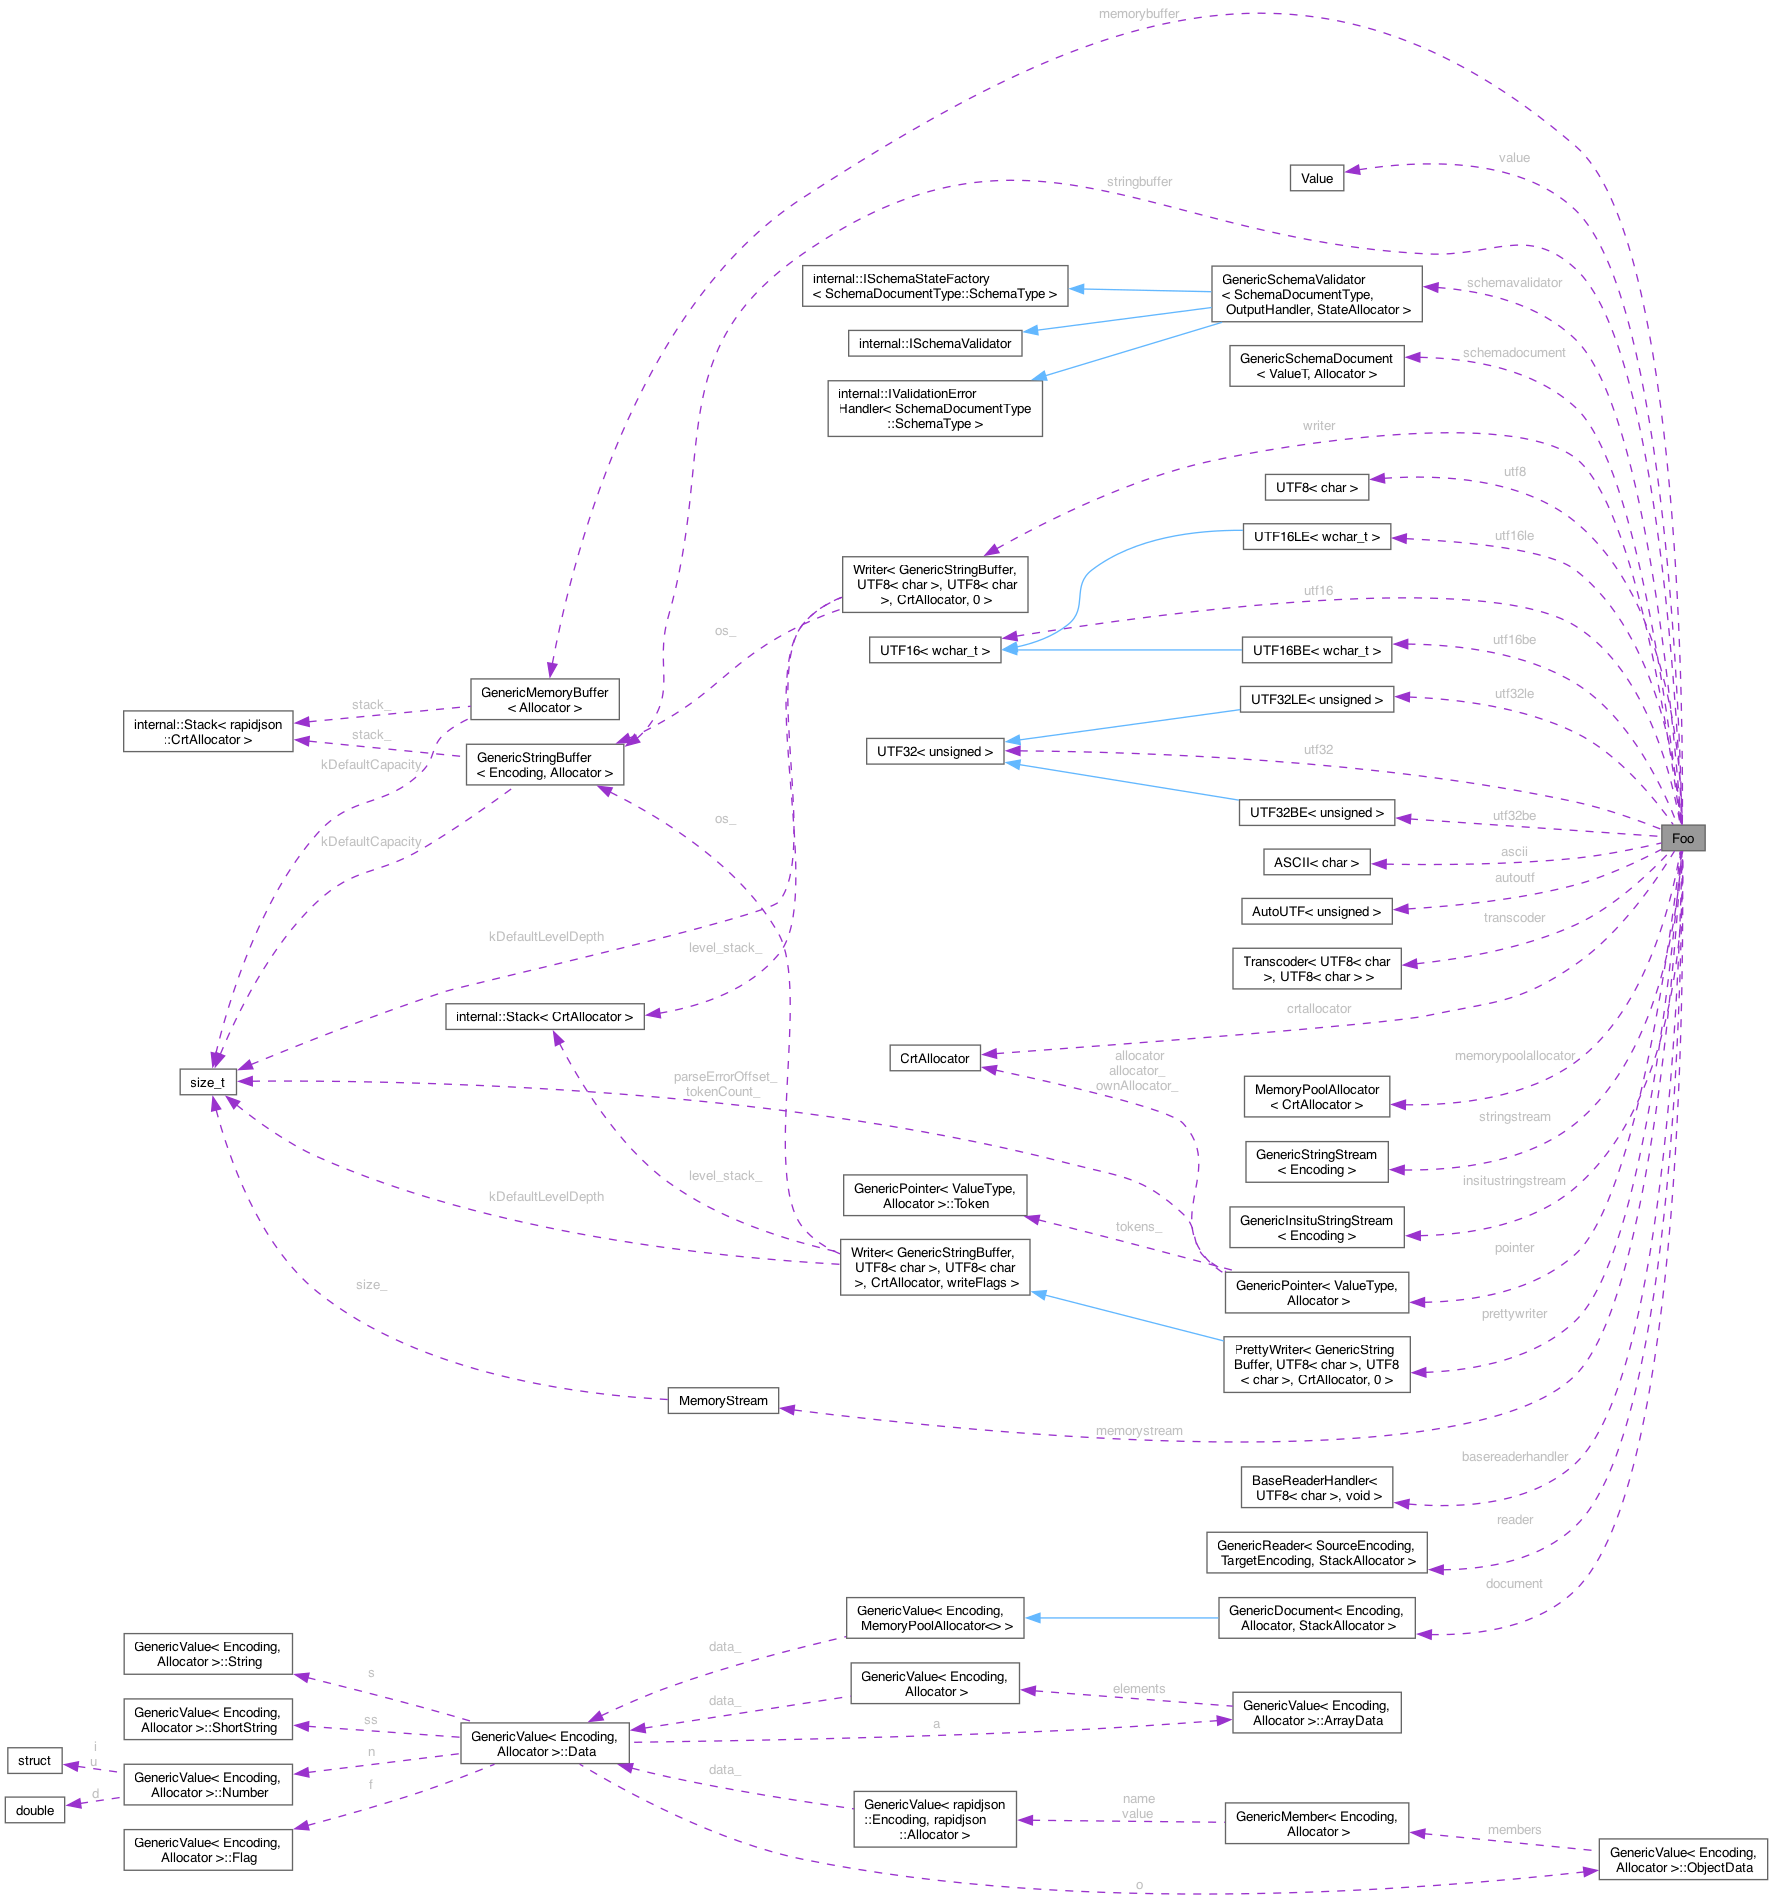 memorybuffer
value
Value
stringbuffer
internal::ISchemaStateFactory
< SchemaDocumentType::SchemaType >
GenericSchemaValidator
< SchemaDocumentType,
OutputHandler, StateAllocator >
schemavalidator
internal::ISchemaValidator
GenericSchemaDocument
< ValueT, Allocator >
schemadocument
internal::IValidationError
Handler< SchemaDocumentType
::SchemaType >
writer
utf8
UTF8< char >
UTF16LE< wchar_t >
utf16le
Writer< GenericStringBuffer,
UTF8< char >, UTF8< char
>, CrtAllocator, 0 >
utf16
os_
UTF16< wchar_t >
UTF16BE< wchar_t >
utf16be
GenericMemoryBuffer
< Allocator >
stack_
internal::Stack< rapidjson
::CrtAllocator >
stack_
UTF32LE< unsigned >
utf32le
GenericStringBuffer
< Encoding, Allocator >
kDefaultCapacity
UTF32< unsigned >
utf32
UTF32BE< unsigned >
utf32be
os_
kDefaultCapacity
Foo
ASCII< char >
ascii
autoutf
AutoUTF< unsigned >
transcoder
kDefaultLevelDepth
level_stack_
Transcoder< UTF8< char
>, UTF8< char > >
internal::Stack< CrtAllocator >
crtallocator
CrtAllocator
allocator
allocator_
ownAllocator_
memorypoolallocator
size_t
parseErrorOffset_
tokenCount_
MemoryPoolAllocator
< CrtAllocator >
stringstream
GenericStringStream
< Encoding >
level_stack_
kDefaultLevelDepth
GenericPointer< ValueType,
Allocator >::Token
insitustringstream
GenericInsituStringStream
< Encoding >
tokens_
pointer
Writer< GenericStringBuffer,
UTF8< char >, UTF8< char
>, CrtAllocator, writeFlags >
GenericPointer< ValueType,
Allocator >
size_
prettywriter
PrettyWriter< GenericString
Buffer, UTF8< char >, UTF8
< char >, CrtAllocator, 0 >
MemoryStream
memorystream
basereaderhandler
BaseReaderHandler<
UTF8< char >, void >
reader
GenericReader< SourceEncoding,
TargetEncoding, StackAllocator >
document
GenericValue< Encoding,
MemoryPoolAllocator<> >
GenericDocument< Encoding,
Allocator, StackAllocator >
GenericValue< Encoding,
Allocator >::String
s
data_
GenericValue< Encoding,
Allocator >
elements
data_
GenericValue< Encoding,
Allocator >::ShortString
ss
GenericValue< Encoding,
Allocator >::Data
a
GenericValue< Encoding,
Allocator >::ArrayData
struct
i
u
n
GenericValue< Encoding,
Allocator >::Number
f
data_
double
d
GenericValue< rapidjson
::Encoding, rapidjson
::Allocator >
name
value
GenericMember< Encoding,
Allocator >
members
GenericValue< Encoding,
Allocator >::Flag
GenericValue< Encoding,
Allocator >::ObjectData
o